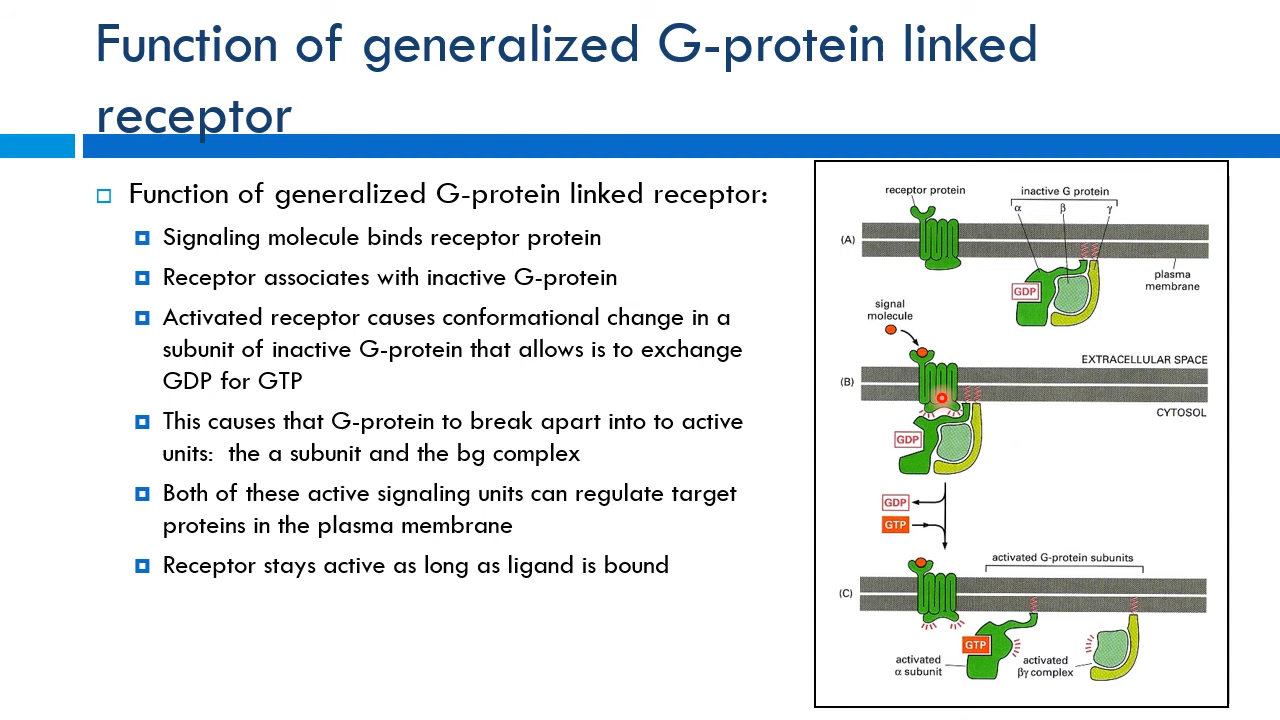 Function of generalized G-protein linked
receptor
Function of generalized G-protein linked receptor:
Signaling molecule binds receptor protein
Receptor associates with inactive G-protein
Activated receptor causes conformational change in a
subunit of inactive G-protein that allows is to exchange
GDP for GTP
This causes that G-protein to break apart into to active
units:  the a subunit and the bg complex
Both of these active signaling units can regulate target
proteins in the plasma membrane
Receptor stays active as long as ligand is bound
receptor protein
inactive G protein
α β γ
(A)
plasma
membrane
GDP
signal
molecule
EXTRACELLULAR SPACE
(B)
CYTOSOL
GDP
GDP
GTP
activated G-protein subunits
(C)
GTP
activated
α subunit
activated
βγ complex